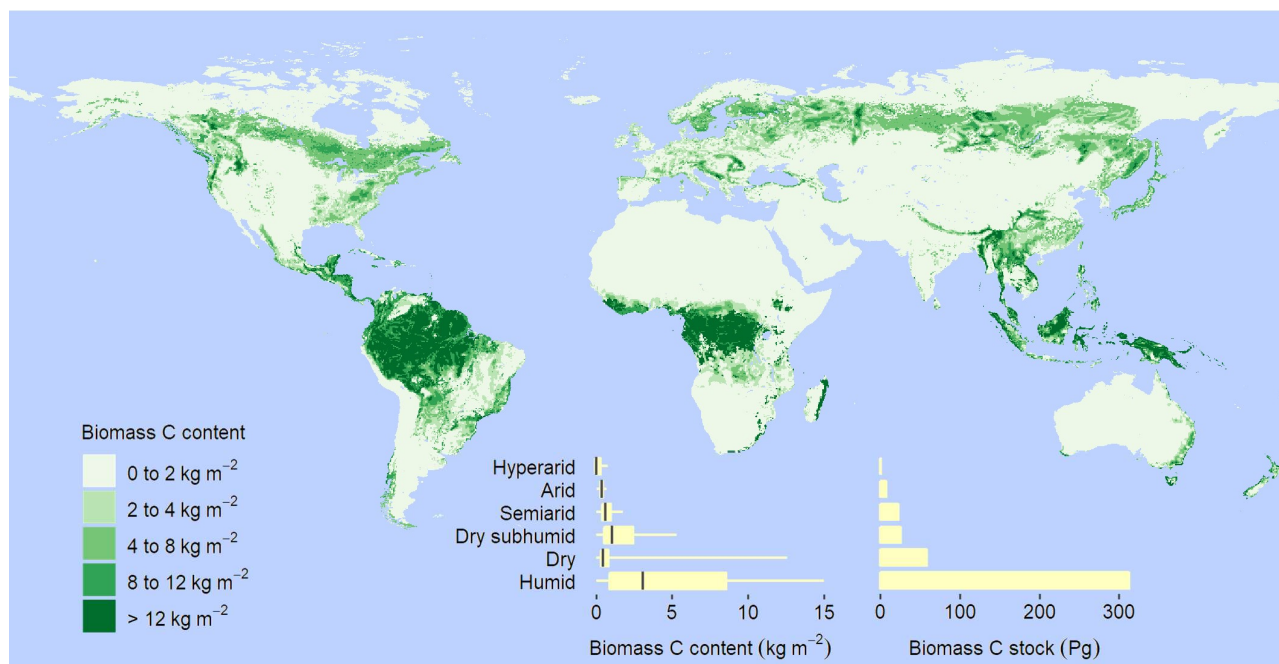 Biomass C content
0 to 2 kg m⁻²
2 to 4 kg m⁻²
4 to 8 kg m⁻²
8 to 12 kg m⁻²
> 12 kg m⁻²
Hyperarid
Arid
Semiarid
Dry subhumid
Dry
Humid
0 5 10 15
Biomass C content (kg m⁻²)
0 100 200 300
Biomass C stock (Pg)